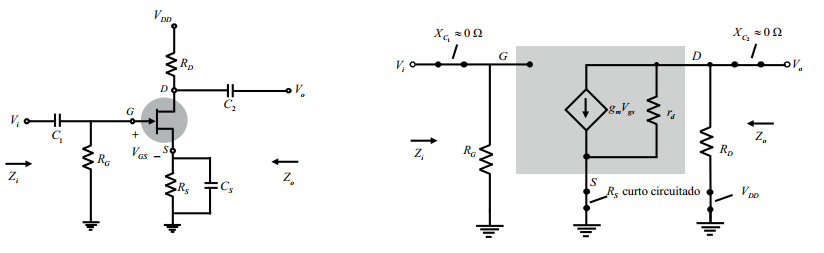 V_DD
R_D
D
V_o
C_2
G
V_i
C_1
+
V_GS
−
S
R_G
R_S
C_S
Z_i
Z_o
X_C1 ≈ 0 Ω
X_C2 ≈ 0 Ω
G
D
V_i
V_o
g_m V_gs
r_d
Z_o
Z_i
R_G
R_D
S
R_S curto circuitado
V_DD